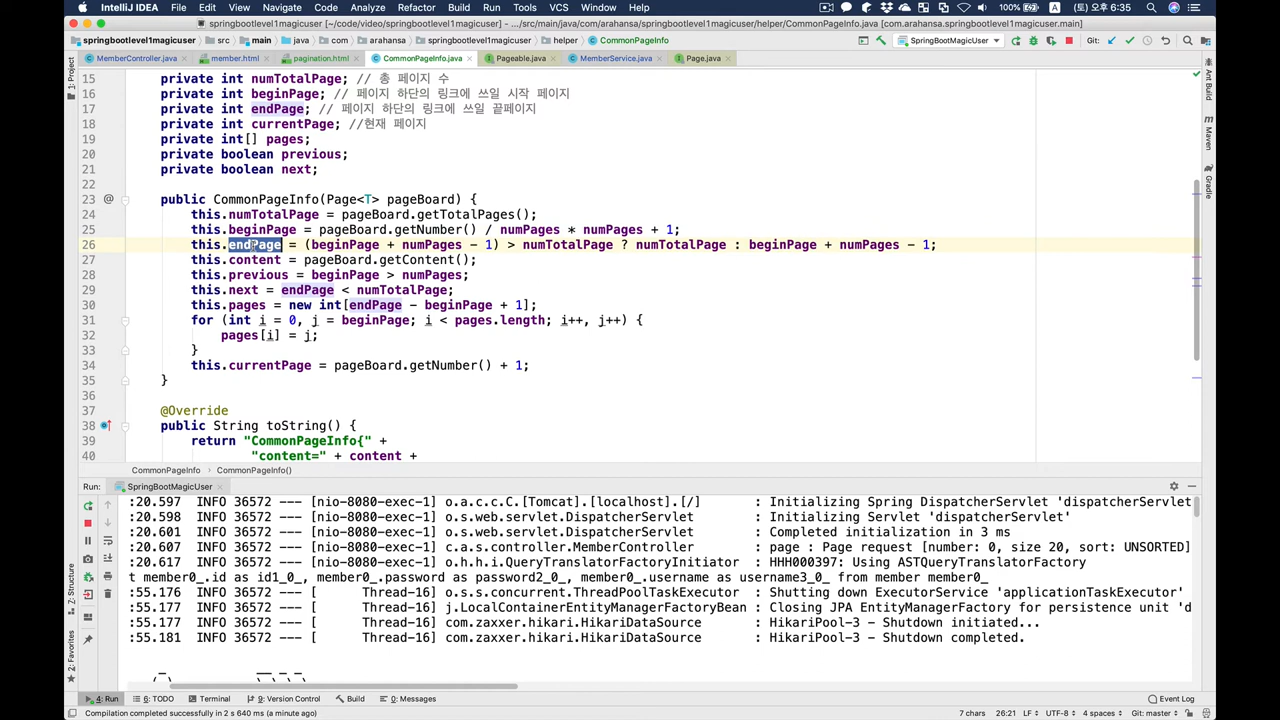 IntelliJ IDEA File Edit View Navigate Code Analyze Refactor Build Run Tools VCS Window Help 100% A 토 오후 6:35
springbootlevel1magicuser [~/code/video/springbootlevel1magicuser] - .../src/main/java/com/arahansa/springbootlevel1magicuser/helper/CommonPageInfo.java [com.arahansa.springbootlevel1magicuser.main]
springbootlevel1magicuser src main java com arahansa springbootlevel1magicuser helper CommonPageInfo SpringBootMagicUser Git:
MemberController.java member.html pagination.html CommonPageInfo.java Pageable.java MemberService.java Page.java
1: Project
Ant Build
Maven
Gradle
15 private int numTotalPage; // 총 페이지 수
16 private int beginPage; // 페이지 하단의 링크에 쓰일 시작 페이지
17 private int endPage; // 페이지 하단의 링크에 쓰일 끝페이지
18 private int currentPage; //현재 페이지
19 private int[] pages;
20 private boolean previous;
21 private boolean next;
22
23 public CommonPageInfo(Page<T> pageBoard) {
24 this.numTotalPage = pageBoard.getTotalPages();
25 this.beginPage = pageBoard.getNumber() / numPages * numPages + 1;
26 this.endPage = (beginPage + numPages - 1) > numTotalPage ? numTotalPage : beginPage + numPages - 1;
27 this.content = pageBoard.getContent();
28 this.previous = beginPage > numPages;
29 this.next = endPage < numTotalPage;
30 this.pages = new int[endPage - beginPage + 1];
31 for (int i = 0, j = beginPage; i < pages.length; i++, j++) {
32 pages[i] = j;
33 }
34 this.currentPage = pageBoard.getNumber() + 1;
35 }
36
37 @Override
38 public String toString() {
39 return "CommonPageInfo{" +
40 "content=" + content +
CommonPageInfo CommonPageInfo()
Run: SpringBootMagicUser
:20.597 INFO 36572 --- [nio-8080-exec-1] o.a.c.c.C.[Tomcat].[localhost].[/] : Initializing Spring DispatcherServlet 'dispatcherServlet'
:20.598 INFO 36572 --- [nio-8080-exec-1] o.s.web.servlet.DispatcherServlet : Initializing Servlet 'dispatcherServlet'
:20.601 INFO 36572 --- [nio-8080-exec-1] o.s.web.servlet.DispatcherServlet : Completed initialization in 3 ms
:20.607 INFO 36572 --- [nio-8080-exec-1] c.a.s.controller.MemberController : page : Page request [number: 0, size 20, sort: UNSORTED]
:20.617 INFO 36572 --- [nio-8080-exec-1] o.h.h.i.QueryTranslatorFactoryInitiator : HHH000397: Using ASTQueryTranslatorFactory
t member0_.id as id1_0_, member0_.password as password2_0_, member0_.username as username3_0_ from member member0_
:55.176 INFO 36572 --- [ Thread-16] o.s.s.concurrent.ThreadPoolTaskExecutor : Shutting down ExecutorService 'applicationTaskExecutor'
:55.177 INFO 36572 --- [ Thread-16] j.LocalContainerEntityManagerFactoryBean : Closing JPA EntityManagerFactory for persistence unit 'd
:55.177 INFO 36572 --- [ Thread-16] com.zaxxer.hikari.HikariDataSource : HikariPool-3 - Shutdown initiated...
:55.181 INFO 36572 --- [ Thread-16] com.zaxxer.hikari.HikariDataSource : HikariPool-3 - Shutdown completed.
7: Structure
2: Favorites
4: Run 6: TODO Terminal 9: Version Control Build 0: Messages Event Log
Compilation completed successfully in 2 s 640 ms (a minute ago) 7 chars 26:21 LF UTF-8 4 spaces Git: master